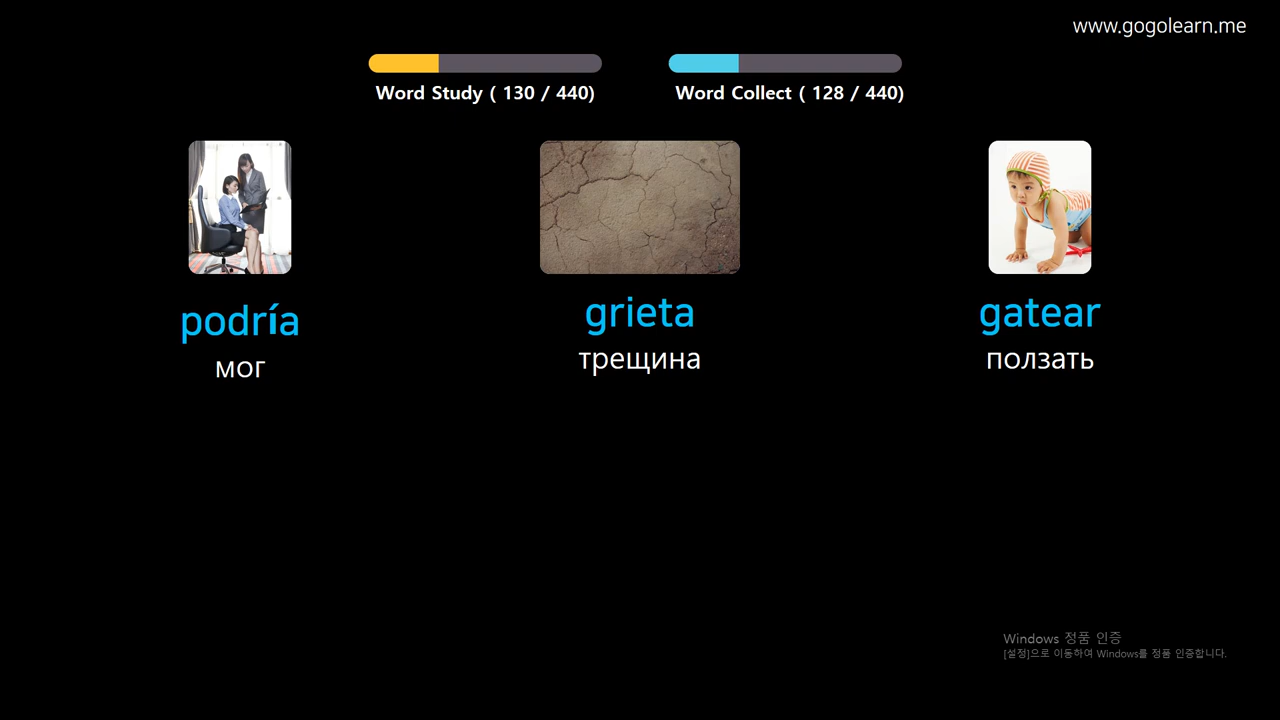 www.gogolearn.me
Word Study ( 130 / 440)
Word Collect ( 128 / 440)
podría
мог
grieta
трещина
gatear
ползать
Windows 정품 인증
[설정]으로 이동하여 Windows를 정품 인증합니다.